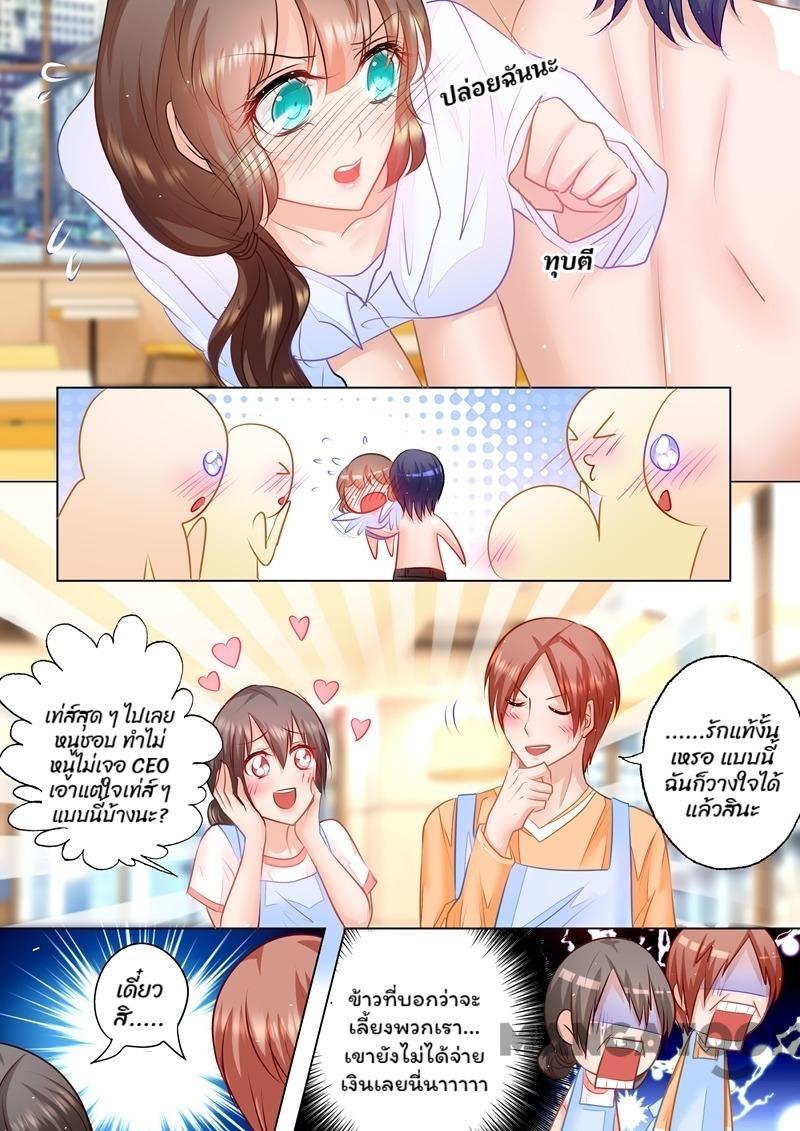 ปล่อยฉันนะ
ทุบตี
เท่ส์สุด ๆ ไปเลย
หนูชอบ ทำไม
หนูไม่เจอ CEO
เอาแต่ใจเท่ส์ ๆ
แบบนี้บ้างนะ?
......รักแท้งั้น
เหรอ แบบนี้
ฉันก็วางใจได้
แล้วสินะ
เดี๋ยว
สิ.....
ข้าวที่บอกว่าจะ
เลี้ยงพวกเรา...
เขายังไม่ได้จ่าย
เงินเลยนี่นาาาาา